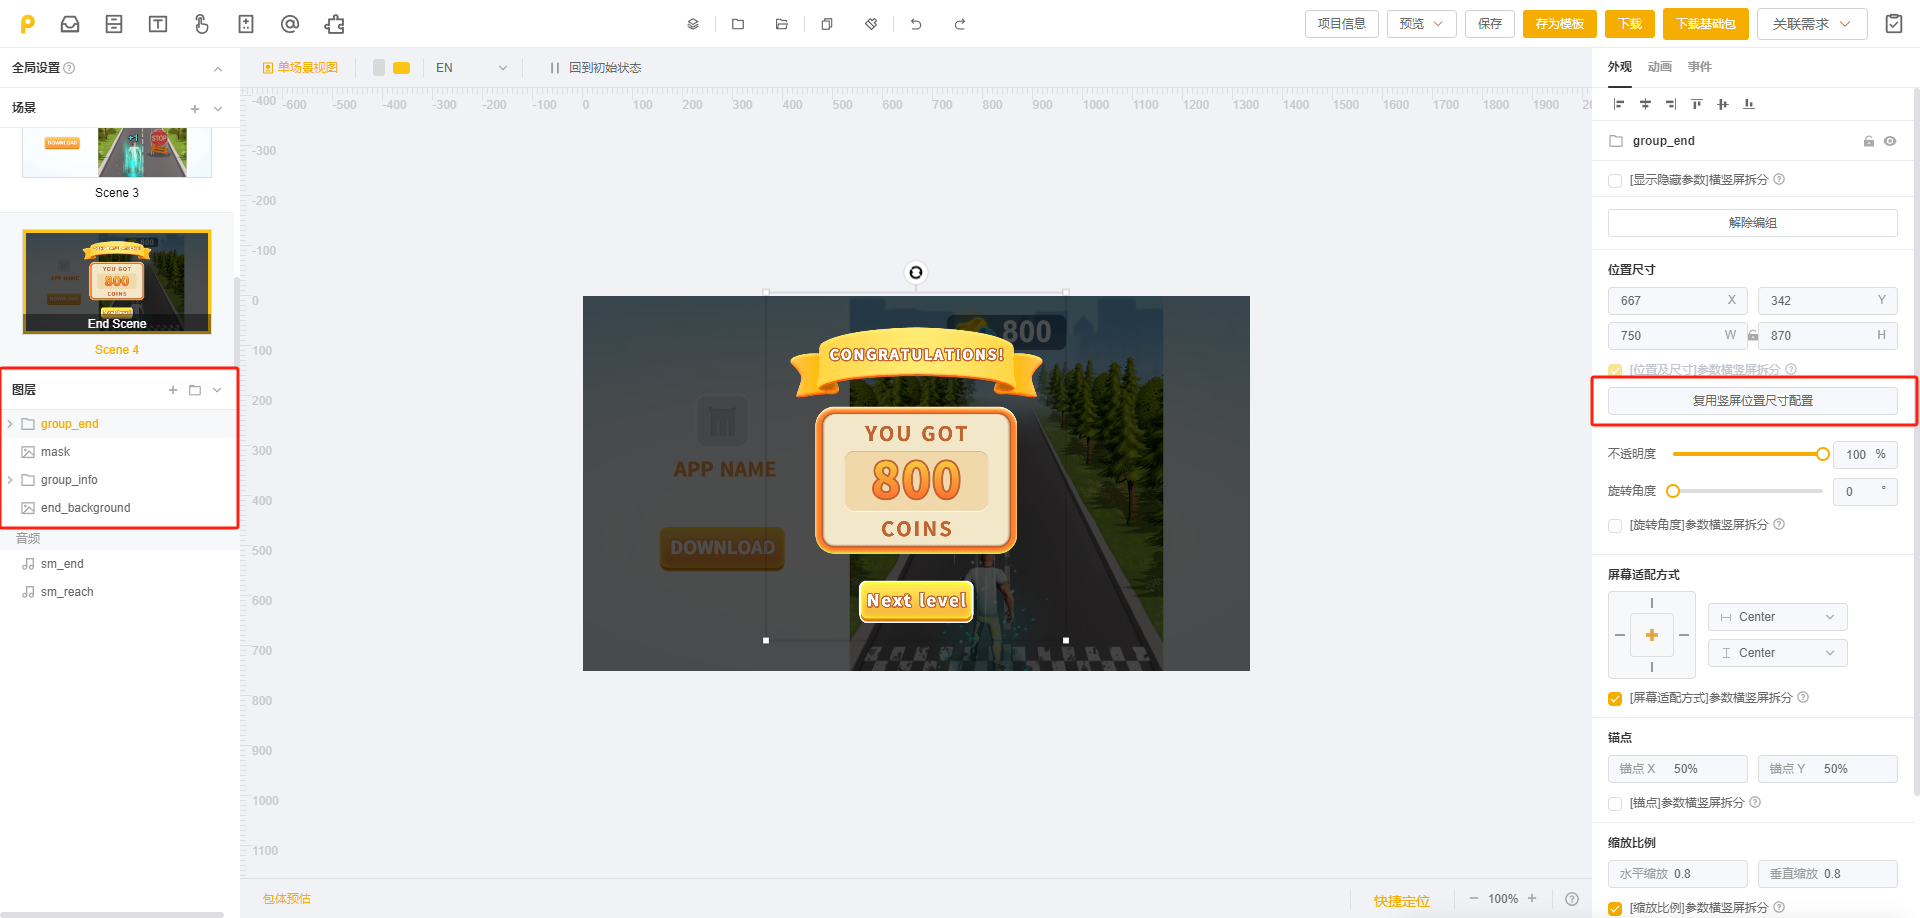 项目信息
预览
保存
存为模板
下载
下载基础包
关联需求
全局设置
单场景视图
EN
回到初始状态
外观 动画 事件
场景
-400 -600 -500 -400 -300 -200 -100 0 100 200 300 400 500 600 700 800 900 1000 1100 1200 1300 1400 1500 1600 1700 1800 1900
DOWNLOAD
+1
STOP
Scene 3
800
YOU GOT
800
COINS
End Scene
Scene 4
图层
group_end
mask
group_info
end_background
音频
sm_end
sm_reach
-300
-200
-100
0
100
200
300
400
500
600
700
800
900
1000
1100
800
CONGRATULATIONS!
YOU GOT
800
COINS
APP NAME
DOWNLOAD
Next level
group_end
[显示隐藏参数]横竖屏拆分
解除编组
位置尺寸
667 X 342 Y
750 W 870 H
[位置及尺寸]参数横竖屏拆分
复用竖屏位置尺寸配置
不透明度 100 %
旋转角度 0 °
[旋转角度]参数横竖屏拆分
屏幕适配方式
Center
Center
[屏幕适配方式]参数横竖屏拆分
锚点
锚点 X 50% 锚点 Y 50%
[锚点]参数横竖屏拆分
缩放比例
水平缩放 0.8 垂直缩放 0.8
[缩放比例]参数横竖屏拆分
包体预估
快捷定位
100%